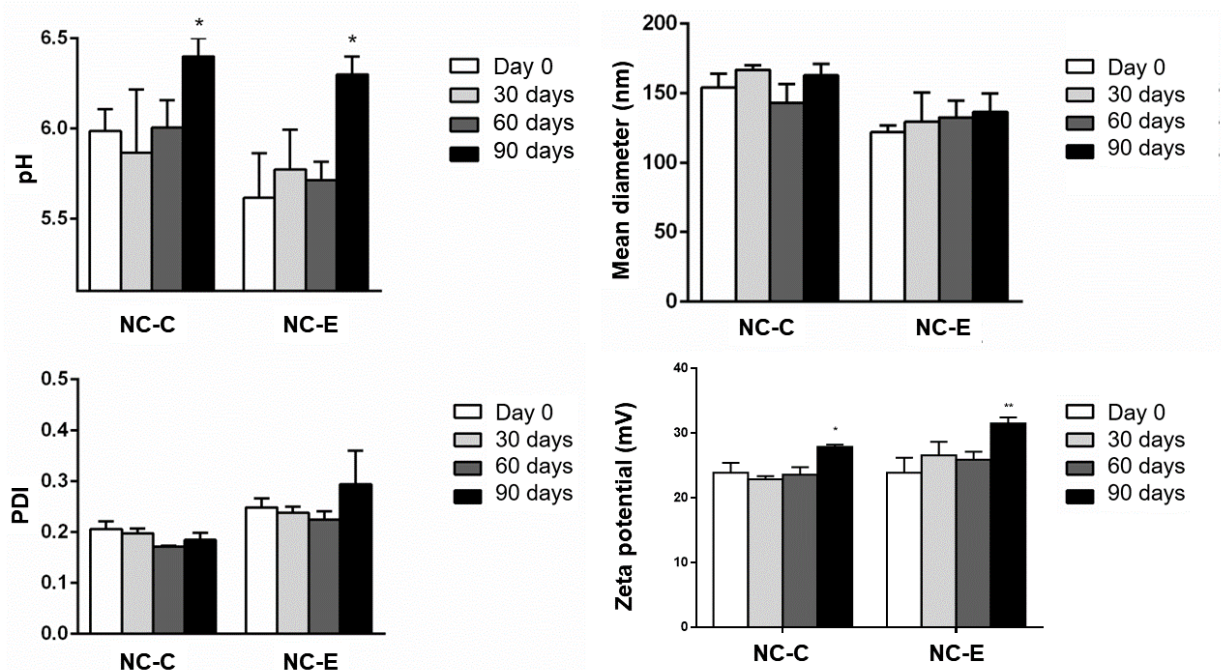 pH
6.5
6.0
5.5
*
*
NC-C
NC-E
Day 0
30 days
60 days
90 days
Mean diameter (nm)
200
150
100
50
0
NC-C
NC-E
Day 0
30 days
60 days
90 days
PDI
0.5
0.4
0.3
0.2
0.1
0.0
NC-C
NC-E
Day 0
30 days
60 days
90 days
Zeta potential (mV)
40
30
20
10
0
*
**
NC-C
NC-E
Day 0
30 days
60 days
90 days